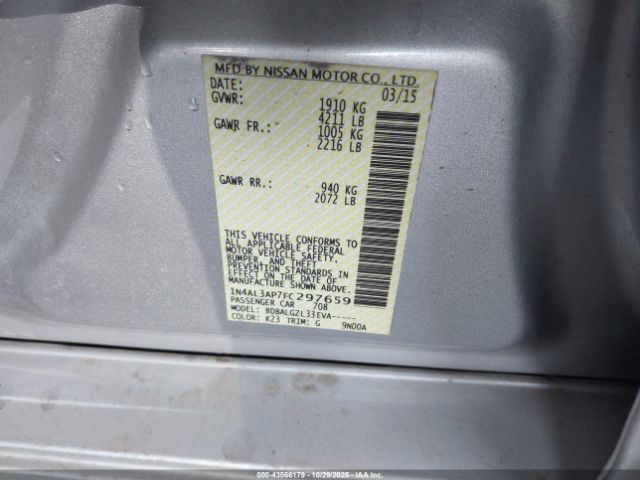 MFD BY NISSAN MOTOR CO., LTD.
DATE: 03/15
GVWR: 1910 KG
4211 LB
GAWR FR.: 1005 KG
2216 LB
GAWR RR.: 940 KG
2072 LB
THIS VEHICLE CONFORMS TO
ALL APPLICABLE FEDERAL
MOTOR VEHICLE SAFETY,
BUMPER, AND THEFT
PREVENTION STANDARDS IN
EFFECT ON THE DATE OF
MANUFACTURE SHOWN ABOVE.
1N4AL3AP7FC297659
PASSENGER CAR 708
MODEL: BDBALGZL33EVA-----
COLOR: K23 TRIM: G 9N00A
000-43566179 - 10/29/2025 - IAAI.COM